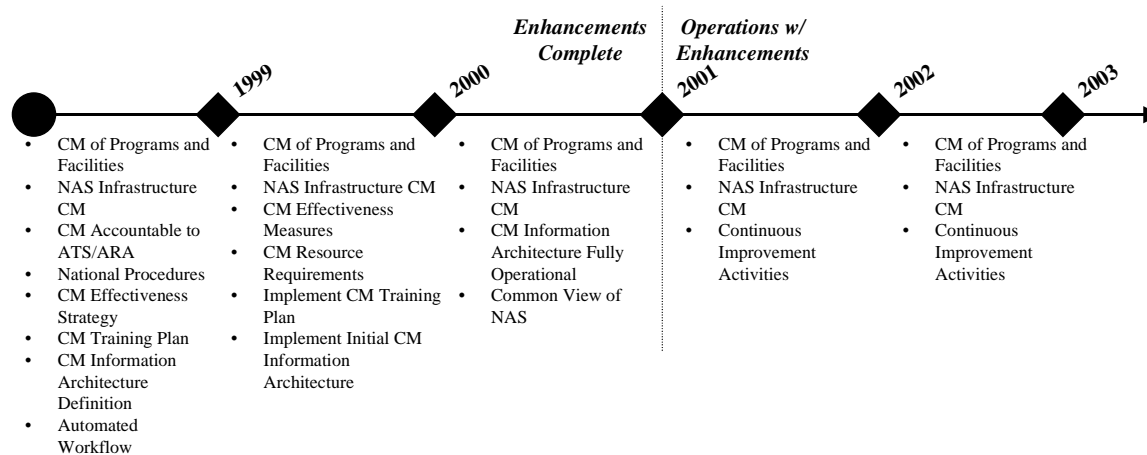 Enhancements
Complete
Operations w/
Enhancements
1999
2000
2001
2002
2003
• CM of Programs and
Facilities
• NAS Infrastructure
CM
• CM Accountable to
ATS/ARA
• National Procedures
• CM Effectiveness
Strategy
• CM Training Plan
• CM Information
Architecture
Definition
• Automated
Workflow
• CM of Programs and
Facilities
• NAS Infrastructure CM
• CM Effectiveness
Measures
• CM Resource
Requirements
• Implement CM Training
Plan
• Implement Initial CM
Information
Architecture
• CM of Programs and
Facilities
• NAS Infrastructure
CM
• CM Information
Architecture Fully
Operational
• Common View of
NAS
• CM of Programs and
Facilities
• NAS Infrastructure
CM
• Continuous
Improvement
Activities
• CM of Programs and
Facilities
• NAS Infrastructure
CM
• Continuous
Improvement
Activities